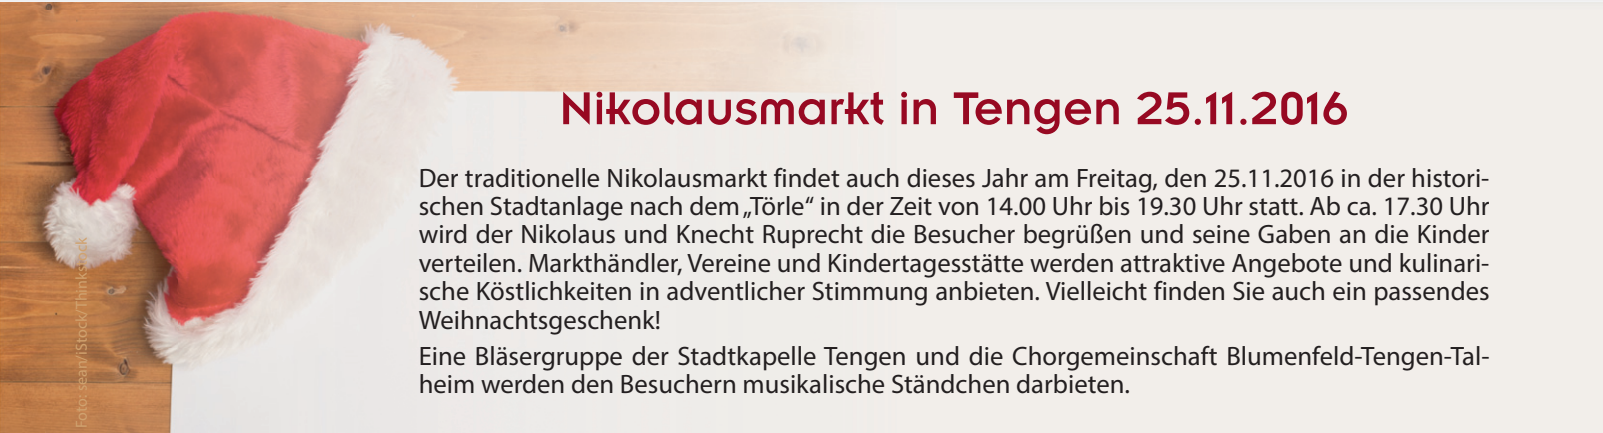 Nikolausmarkt in Tengen 25.11.2016
Der traditionelle Nikolausmarkt findet auch dieses Jahr am Freitag, den 25.11.2016 in der histori-
schen Stadtanlage nach dem „Törle“ in der Zeit von 14.00 Uhr bis 19.30 Uhr statt. Ab ca. 17.30 Uhr
wird der Nikolaus und Knecht Ruprecht die Besucher begrüßen und seine Gaben an die Kinder
verteilen. Markthändler, Vereine und Kindertagesstätte werden attraktive Angebote und kulinari-
sche Köstlichkeiten in adventlicher Stimmung anbieten. Vielleicht finden Sie auch ein passendes
Weihnachtsgeschenk!
Eine Bläsergruppe der Stadtkapelle Tengen und die Chorgemeinschaft Blumenfeld-Tengen-Tal-
heim werden den Besuchern musikalische Ständchen darbieten.
Foto: sean/iStock/Thinkstock